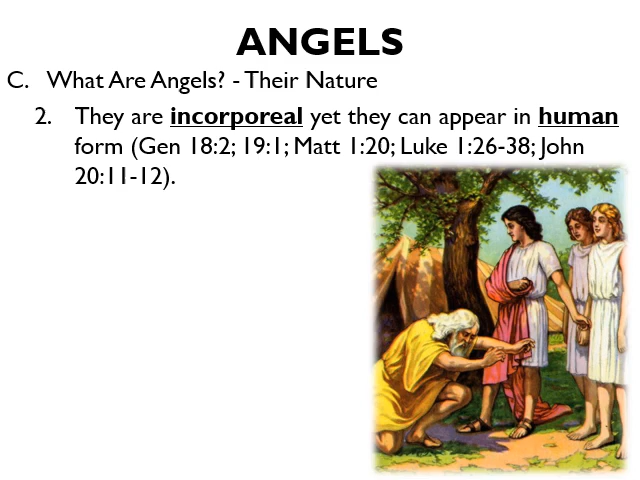 ANGELS
C. What Are Angels? - Their Nature
2. They are incorporeal yet they can appear in human
form (Gen 18:2; 19:1; Matt 1:20; Luke 1:26-38; John
20:11-12).